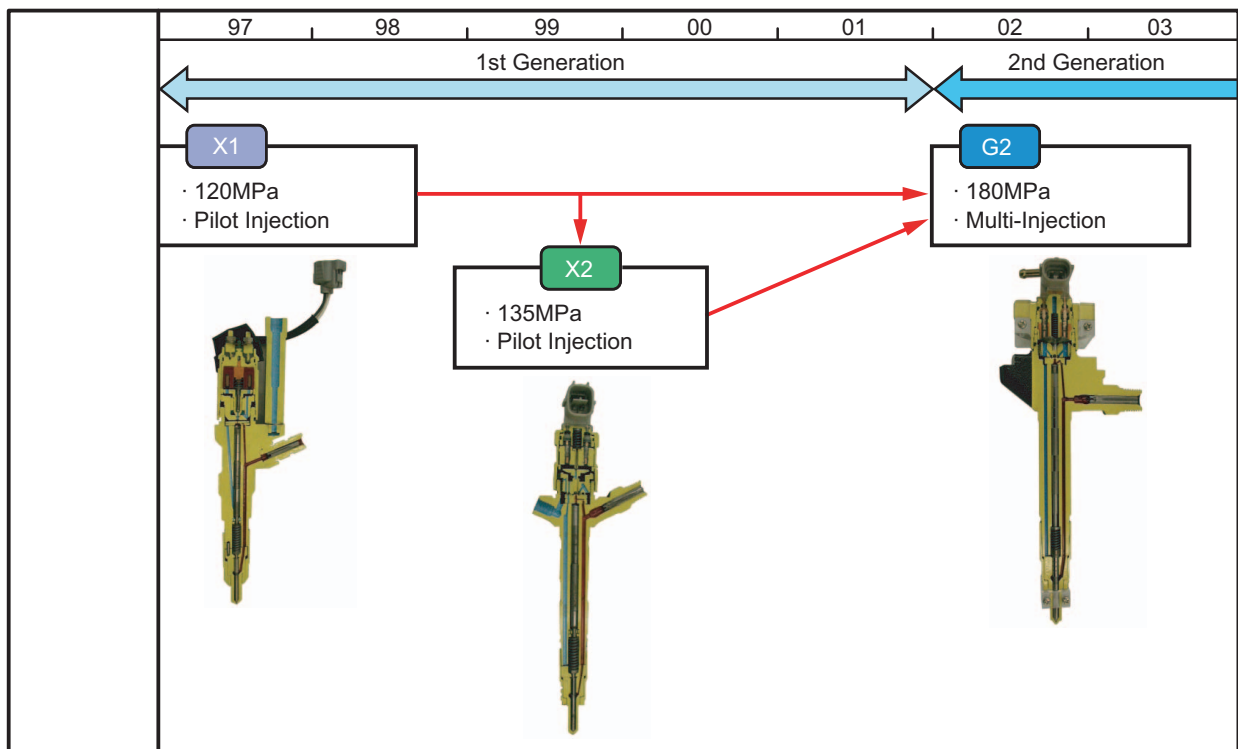 97 98 99 00 01 02 03
1st Generation 2nd Generation
X1
· 120MPa
· Pilot Injection
X2
· 135MPa
· Pilot Injection
G2
· 180MPa
· Multi-Injection